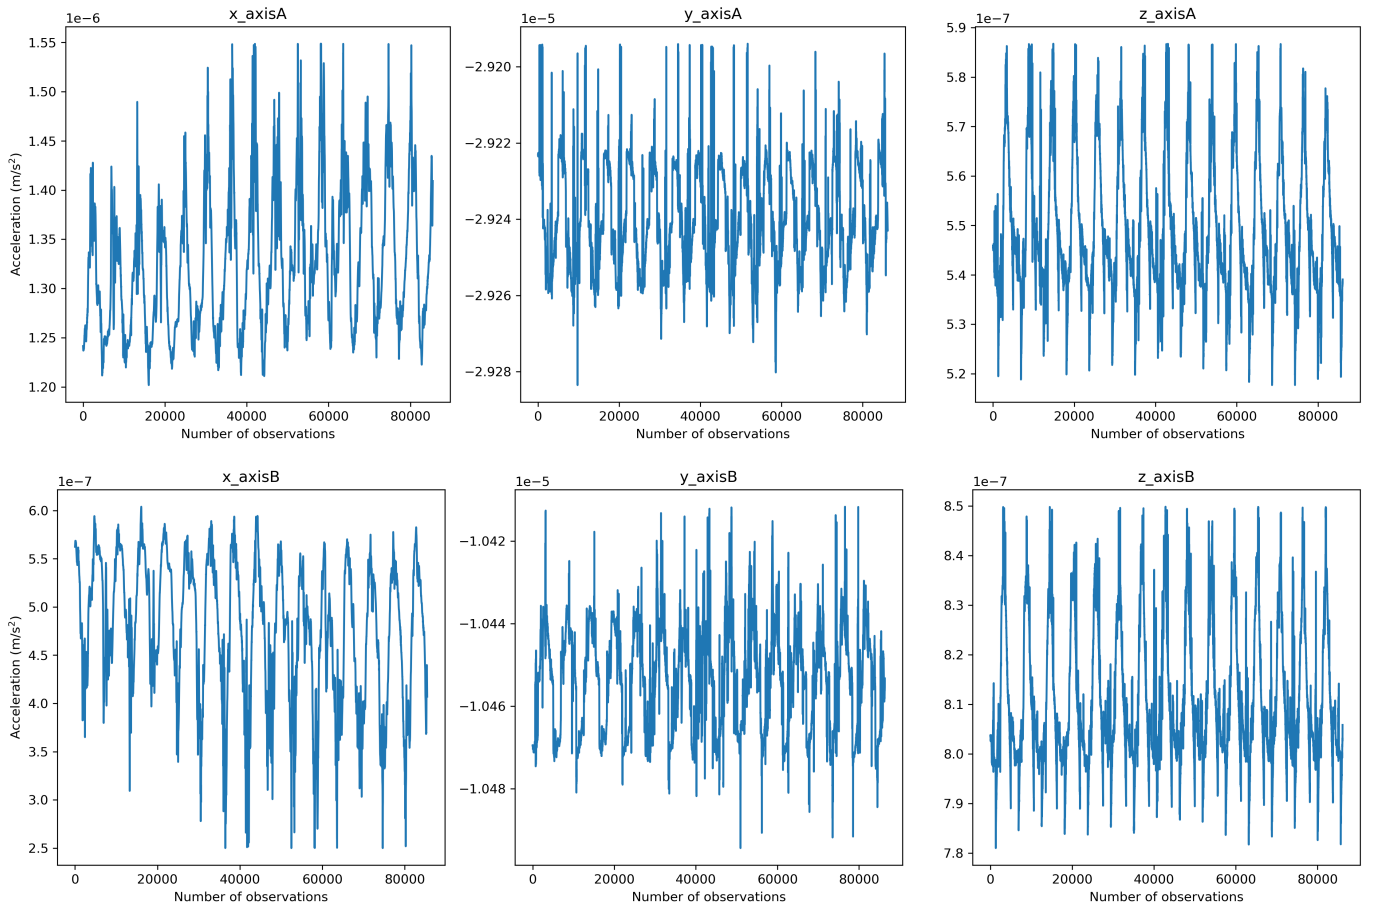 x_axisA
1e−6
Acceleration (m/s²)
1.55
1.50
1.45
1.40
1.35
1.30
1.25
1.20
0 20000 40000 60000 80000
Number of observations
y_axisA
1e−5
−2.920
−2.922
−2.924
−2.926
−2.928
0 20000 40000 60000 80000
Number of observations
z_axisA
1e−7
5.9
5.8
5.7
5.6
5.5
5.4
5.3
5.2
0 20000 40000 60000 80000
Number of observations
x_axisB
1e−7
Acceleration (m/s²)
6.0
5.5
5.0
4.5
4.0
3.5
3.0
2.5
0 20000 40000 60000 80000
Number of observations
y_axisB
1e−5
−1.042
−1.044
−1.046
−1.048
0 20000 40000 60000 80000
Number of observations
z_axisB
1e−7
8.5
8.4
8.3
8.2
8.1
8.0
7.9
7.8
0 20000 40000 60000 80000
Number of observations